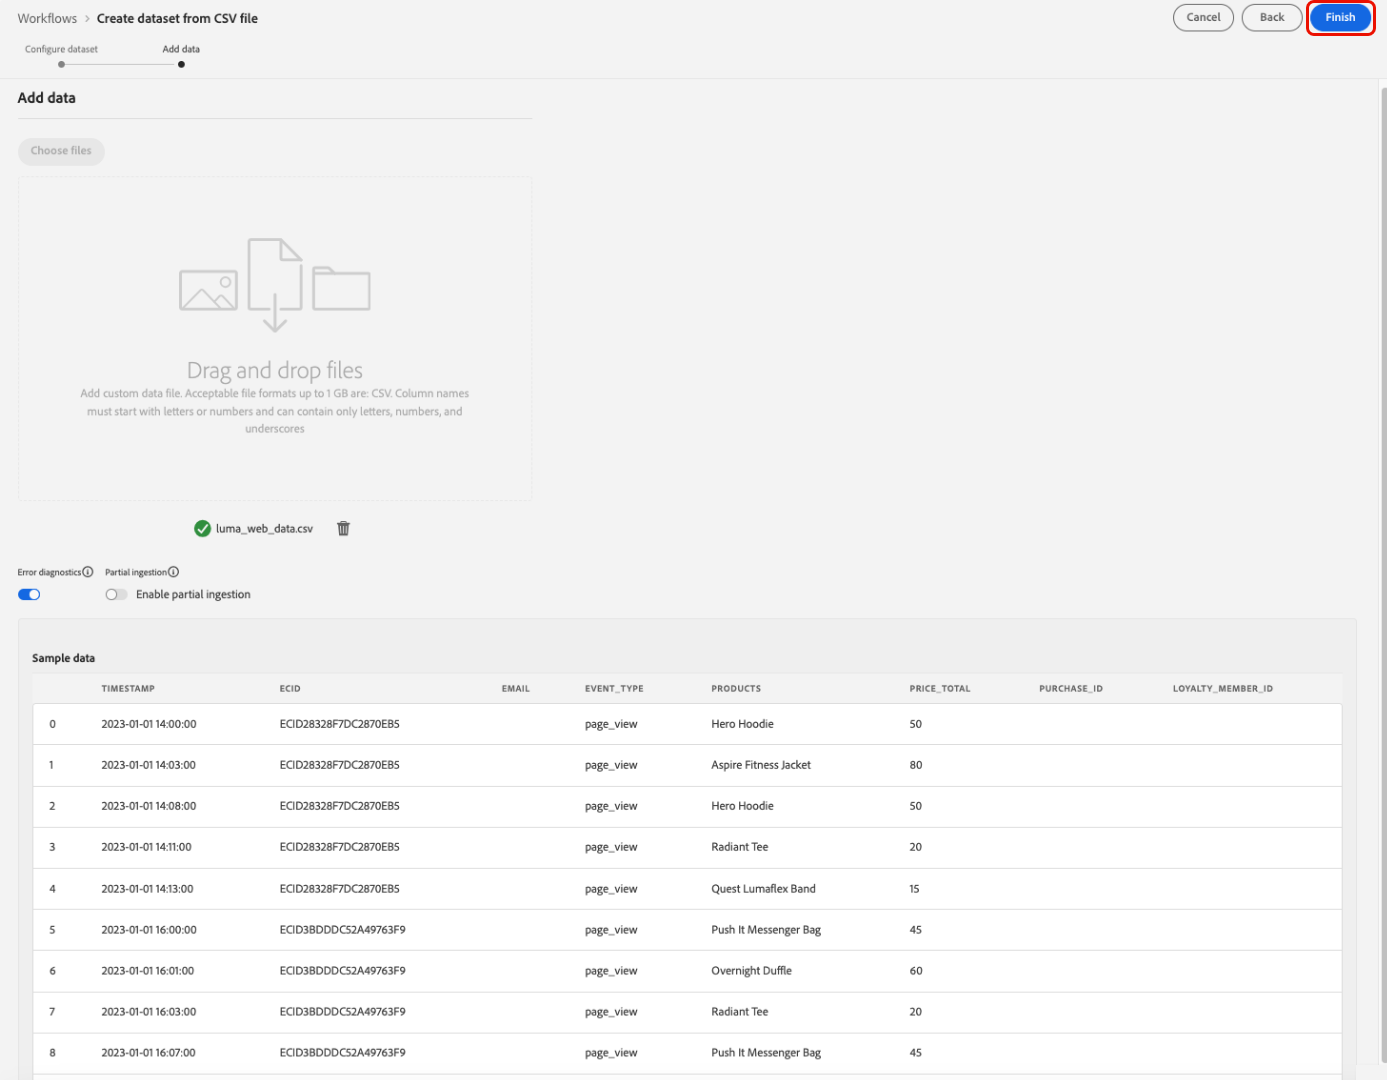 Workflows > Create dataset from CSV file
Cancel Back Finish
Configure dataset Add data
Add data
Choose files
Drag and drop files
Add custom data file. Acceptable file formats up to 1 GB are: CSV. Column names
must start with letters or numbers and can contain only letters, numbers, and
underscores
luma_web_data.csv
Error diagnostics Partial ingestion
Enable partial ingestion
Sample data
TIMESTAMP ECID EMAIL EVENT_TYPE PRODUCTS PRICE_TOTAL PURCHASE_ID LOYALTY_MEMBER_ID
0 2023-01-01 14:00:00 ECID28328F7DC2870EB5 page_view Hero Hoodie 50
1 2023-01-01 14:03:00 ECID28328F7DC2870EB5 page_view Aspire Fitness Jacket 80
2 2023-01-01 14:08:00 ECID28328F7DC2870EB5 page_view Hero Hoodie 50
3 2023-01-01 14:11:00 ECID28328F7DC2870EB5 page_view Radiant Tee 20
4 2023-01-01 14:13:00 ECID28328F7DC2870EB5 page_view Quest Lumaflex Band 15
5 2023-01-01 16:00:00 ECID3BDDDC52A49763F9 page_view Push It Messenger Bag 45
6 2023-01-01 16:01:00 ECID3BDDDC52A49763F9 page_view Overnight Duffle 60
7 2023-01-01 16:03:00 ECID3BDDDC52A49763F9 page_view Radiant Tee 20
8 2023-01-01 16:07:00 ECID3BDDDC52A49763F9 page_view Push It Messenger Bag 45